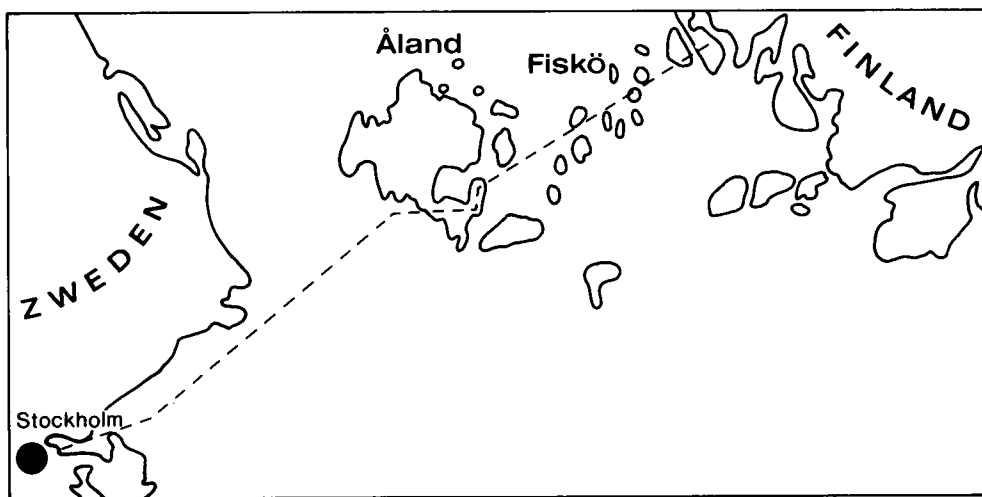 Åland
Fiskö
FINLAND
ZWEDEN
Stockholm